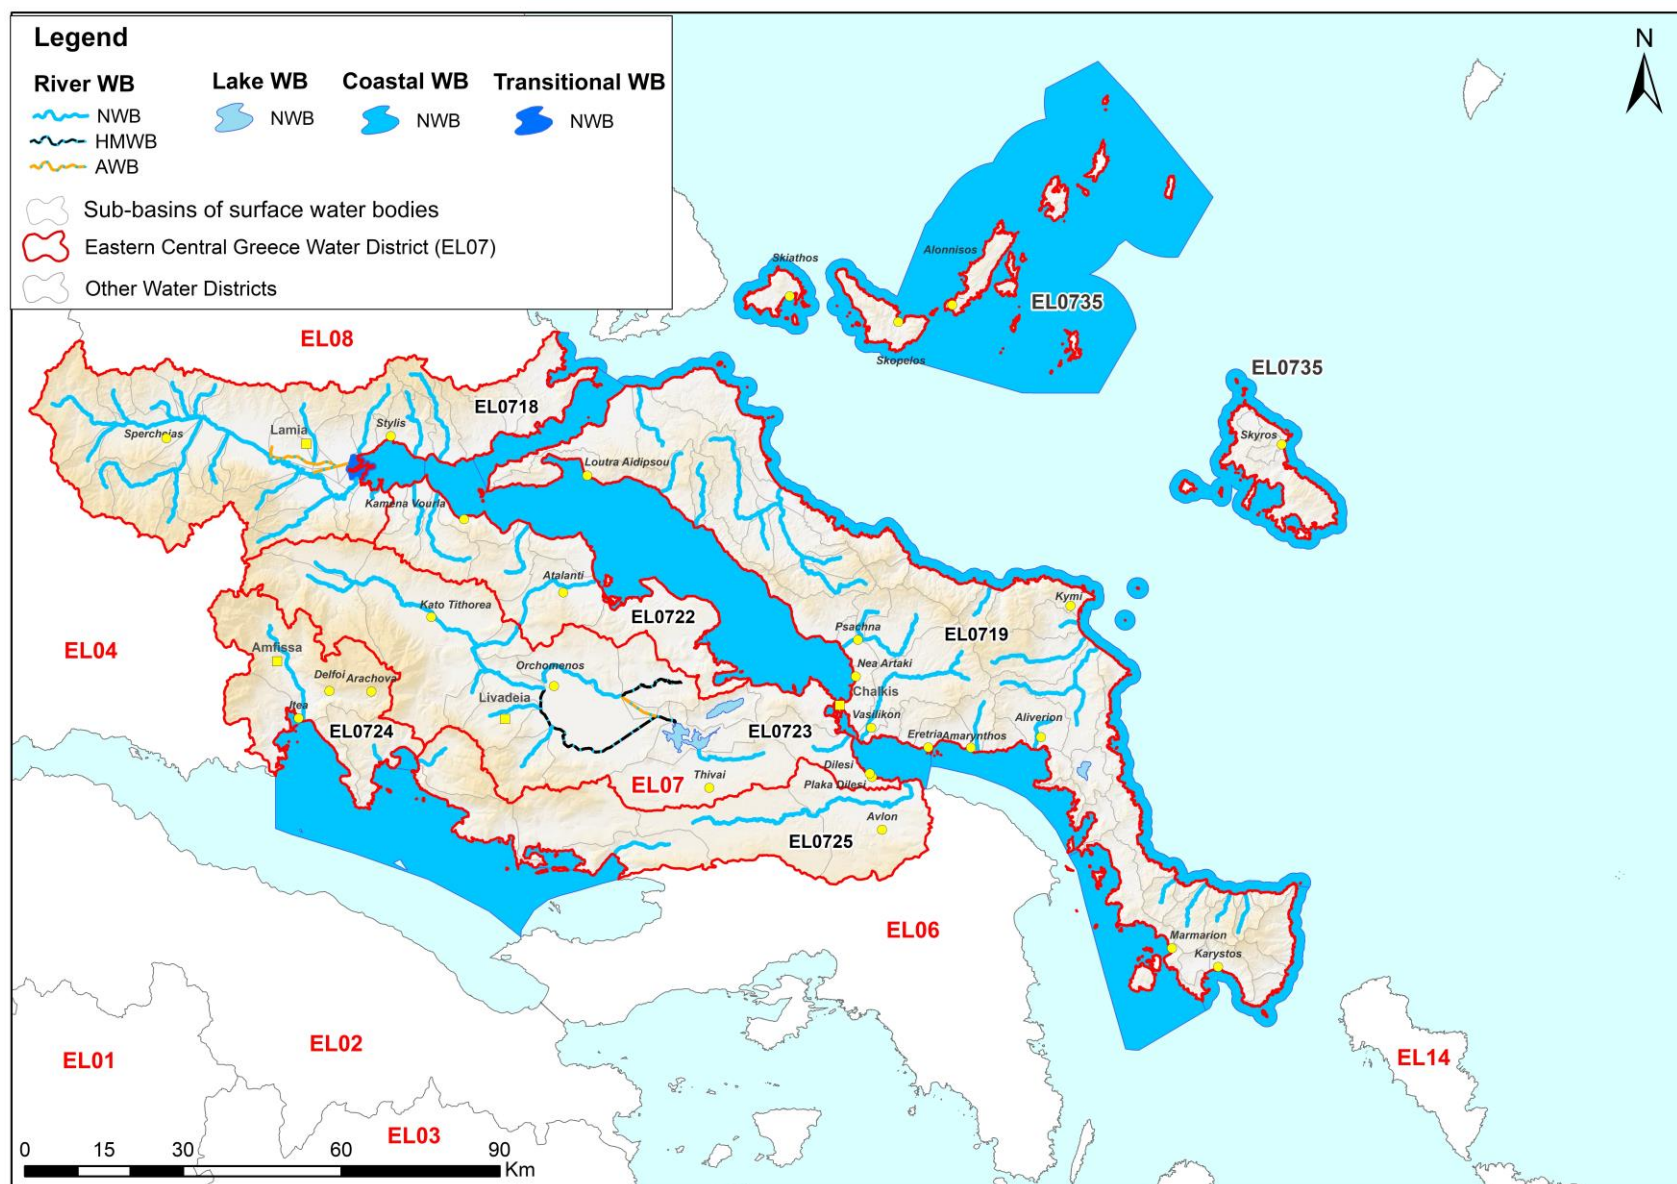 Legend
River WB
NWB
HMWB
AWB
Lake WB
NWB
Coastal WB
NWB
Transitional WB
NWB
Sub-basins of surface water bodies
Eastern Central Greece Water District (EL07)
Other Water Districts
N
EL08
EL0718
Skiathos
Alonnisos
EL0735
Skopelos
EL0735
Skyros
Sperchejas
Lamia
Stylis
Loutra Aidipsou
Kamena Vourla
Atalanti
Kato Tithorea
EL0722
Kymi
Psachna
EL0719
EL04
Amfissa
Delfoi
Arachova
Orchomenos
Nea Artaki
Livadeia
Chalkis
Itea
EL0724
Vasilikon
Aliverion
EL0723
Eretria
Amarynthos
Dilesi
Thivai
Plaka Dilesi
EL07
Avlon
EL0725
EL06
Marmarion
Karystos
EL01
EL02
EL14
EL03
0 15 30 60 90
Km